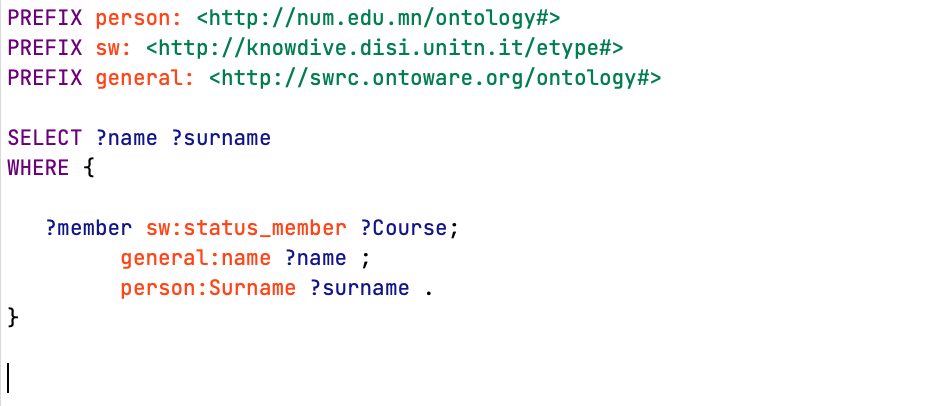 PREFIX person: <http://num.edu.mn/ontology#>
PREFIX sw: <http://knowdive.disi.unitn.it/etype#>
PREFIX general: <http://swrc.ontoware.org/ontology#>
SELECT ?name ?surname
WHERE {
?member sw:status_member ?Course;
general:name ?name ;
person:Surname ?surname .
}